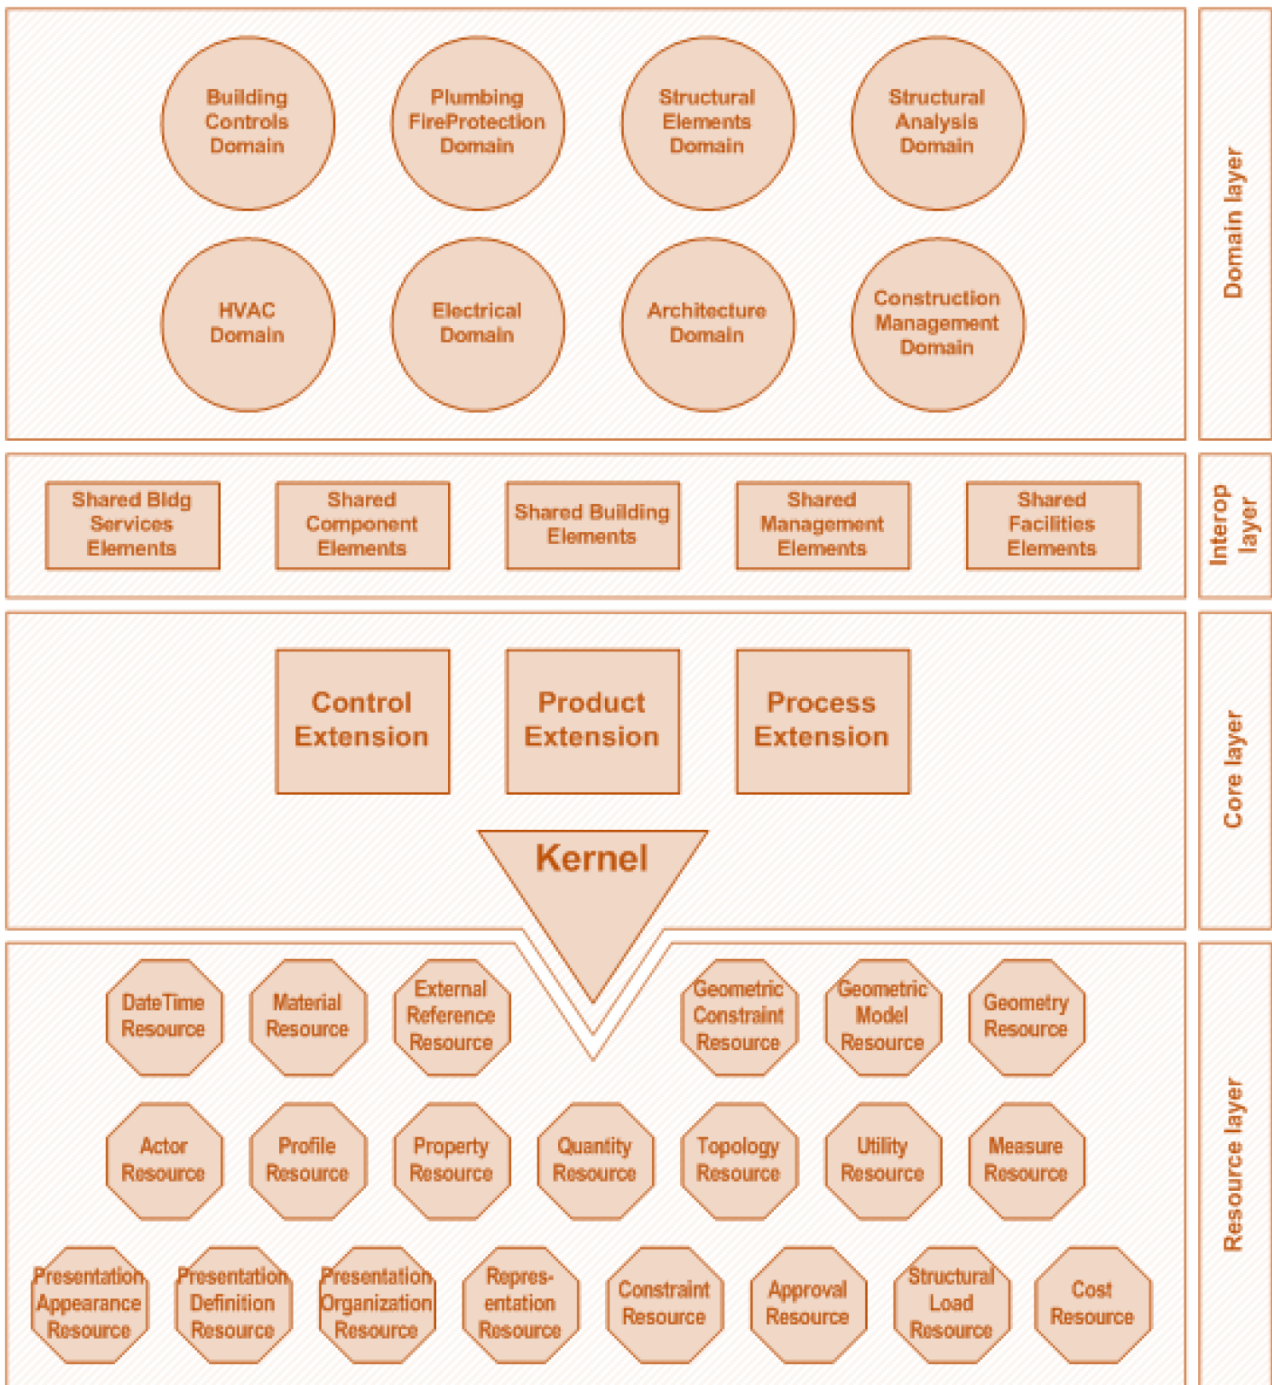 Building
Controls
Domain
Plumbing
FireProtection
Domain
Structural
Elements
Domain
Structural
Analysis
Domain
HVAC
Domain
Electrical
Domain
Architecture
Domain
Construction
Management
Domain
Domain layer
Shared Bldg
Services
Elements
Shared
Component
Elements
Shared Building
Elements
Shared
Management
Elements
Shared
Facilities
Elements
Interop
layer
Control
Extension
Product
Extension
Process
Extension
Kernel
Core layer
DateTime
Resource
Material
Resource
External
Reference
Resource
Geometric
Constraint
Resource
Geometric
Model
Resource
Geometry
Resource
Actor
Resource
Profile
Resource
Property
Resource
Quantity
Resource
Topology
Resource
Utility
Resource
Measure
Resource
Presentation
Appearance
Resource
Presentation
Definition
Resource
Presentation
Organization
Resource
Repres-
entation
Resource
Constraint
Resource
Approval
Resource
Structural
Load
Resource
Cost
Resource
Resource layer